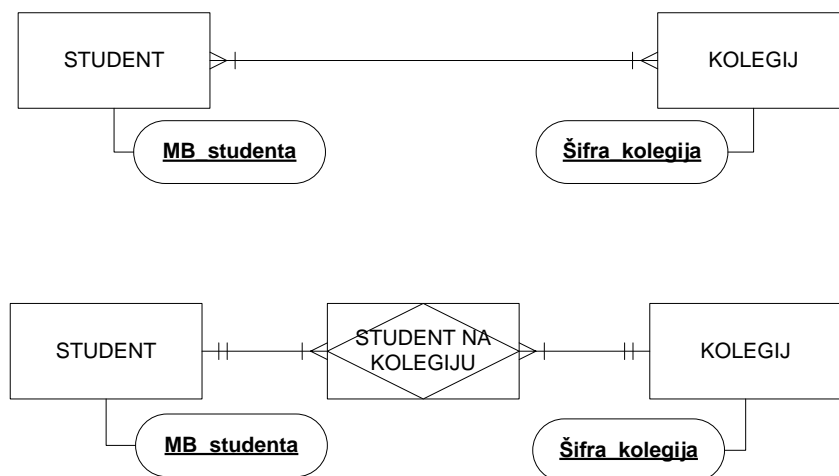 STUDENT
KOLEGIJ
MB_studenta
Šifra_kolegija
STUDENT
STUDENT NA
KOLEGIJU
KOLEGIJ
MB_studenta
Šifra_kolegija